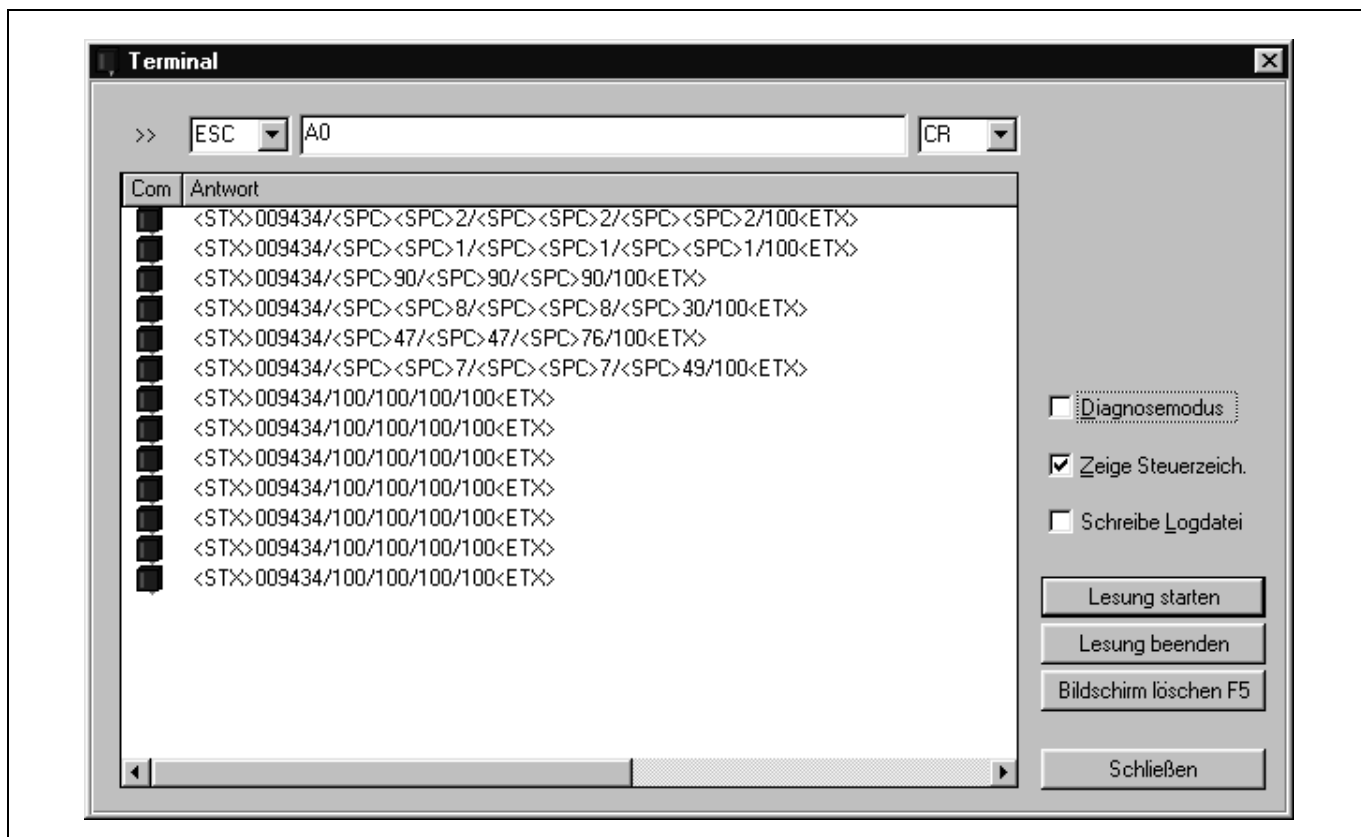 Terminal
>> ESC A0 CR
Com Antwort
<STX>009434/<SPC><SPC>2/<SPC><SPC>2/<SPC><SPC>2/100<ETX>
<STX>009434/<SPC><SPC>1/<SPC><SPC>1/<SPC><SPC>1/100<ETX>
<STX>009434/<SPC>90/<SPC>90/<SPC>90/100<ETX>
<STX>009434/<SPC><SPC>8/<SPC><SPC>8/<SPC>30/100<ETX>
<STX>009434/<SPC>47/<SPC>47/<SPC>76/100<ETX>
<STX>009434/<SPC><SPC>7/<SPC><SPC>7/<SPC>49/100<ETX>
<STX>009434/100/100/100/100<ETX>
<STX>009434/100/100/100/100<ETX>
<STX>009434/100/100/100/100<ETX>
<STX>009434/100/100/100/100<ETX>
<STX>009434/100/100/100/100<ETX>
<STX>009434/100/100/100/100<ETX>
<STX>009434/100/100/100/100<ETX>
Diagnosemodus
Zeige Steuerzeich.
Schreibe Logdatei
Lesung starten
Lesung beenden
Bildschirm löschen F5
Schließen